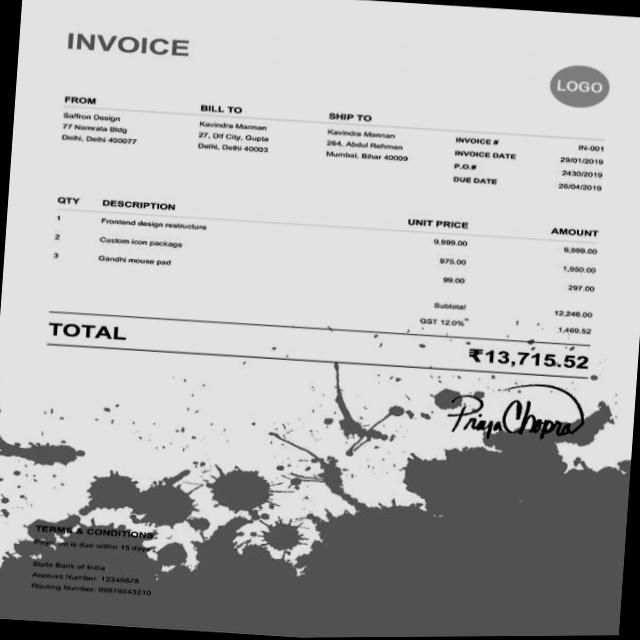 INVOICE
LOGO
FROM
Saffron Design
77 Namrata Bldg
Delhi, Delhi 400077
BILL TO
Kavindra Mannan
27, Dlf City, Gupta
Delhi, Delhi 40003
SHIP TO
Kavindra Mannan
264, Abdul Rehman
Mumbai, Bihar 40009
INVOICE # IN-001
INVOICE DATE 29/01/2019
P.O.# 2430/2019
DUE DATE 26/04/2019
QTY DESCRIPTION UNIT PRICE AMOUNT
1 Frontend design restructure 9,999.00 9,999.00
2 Custom icon package 975.00 1,950.00
3 Gandhi mouse pad 99.00 297.00
Subtotal 12,246.00
GST 12.0% 1,469.52
TOTAL ₹13,715.52
Priya Chopra
TERMS & CONDITIONS
Payment is due within 15 days
State Bank of India
Account Number: 12345678
Routing Number: 09876543210